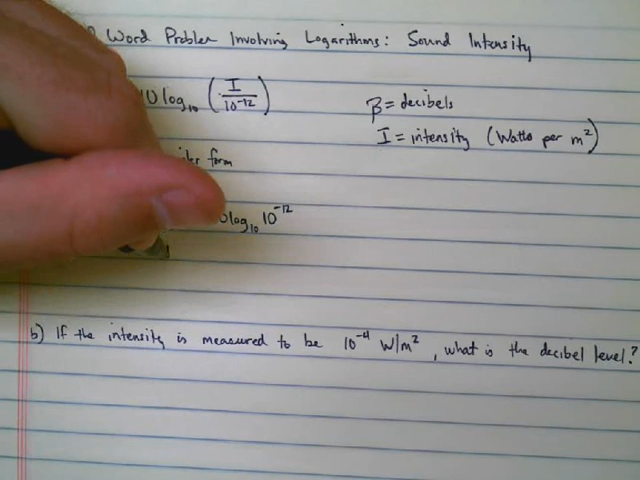 Word Problem Involving Logarithms: Sound Intensity
10 log₁₀ (I/10⁻¹²)
β = decibels
I = intensity (Watts per m²)
form
log₁₀ 10⁻¹²
b) If the intensity is measured to be 10⁻⁴ W/m², what is the decibel level?